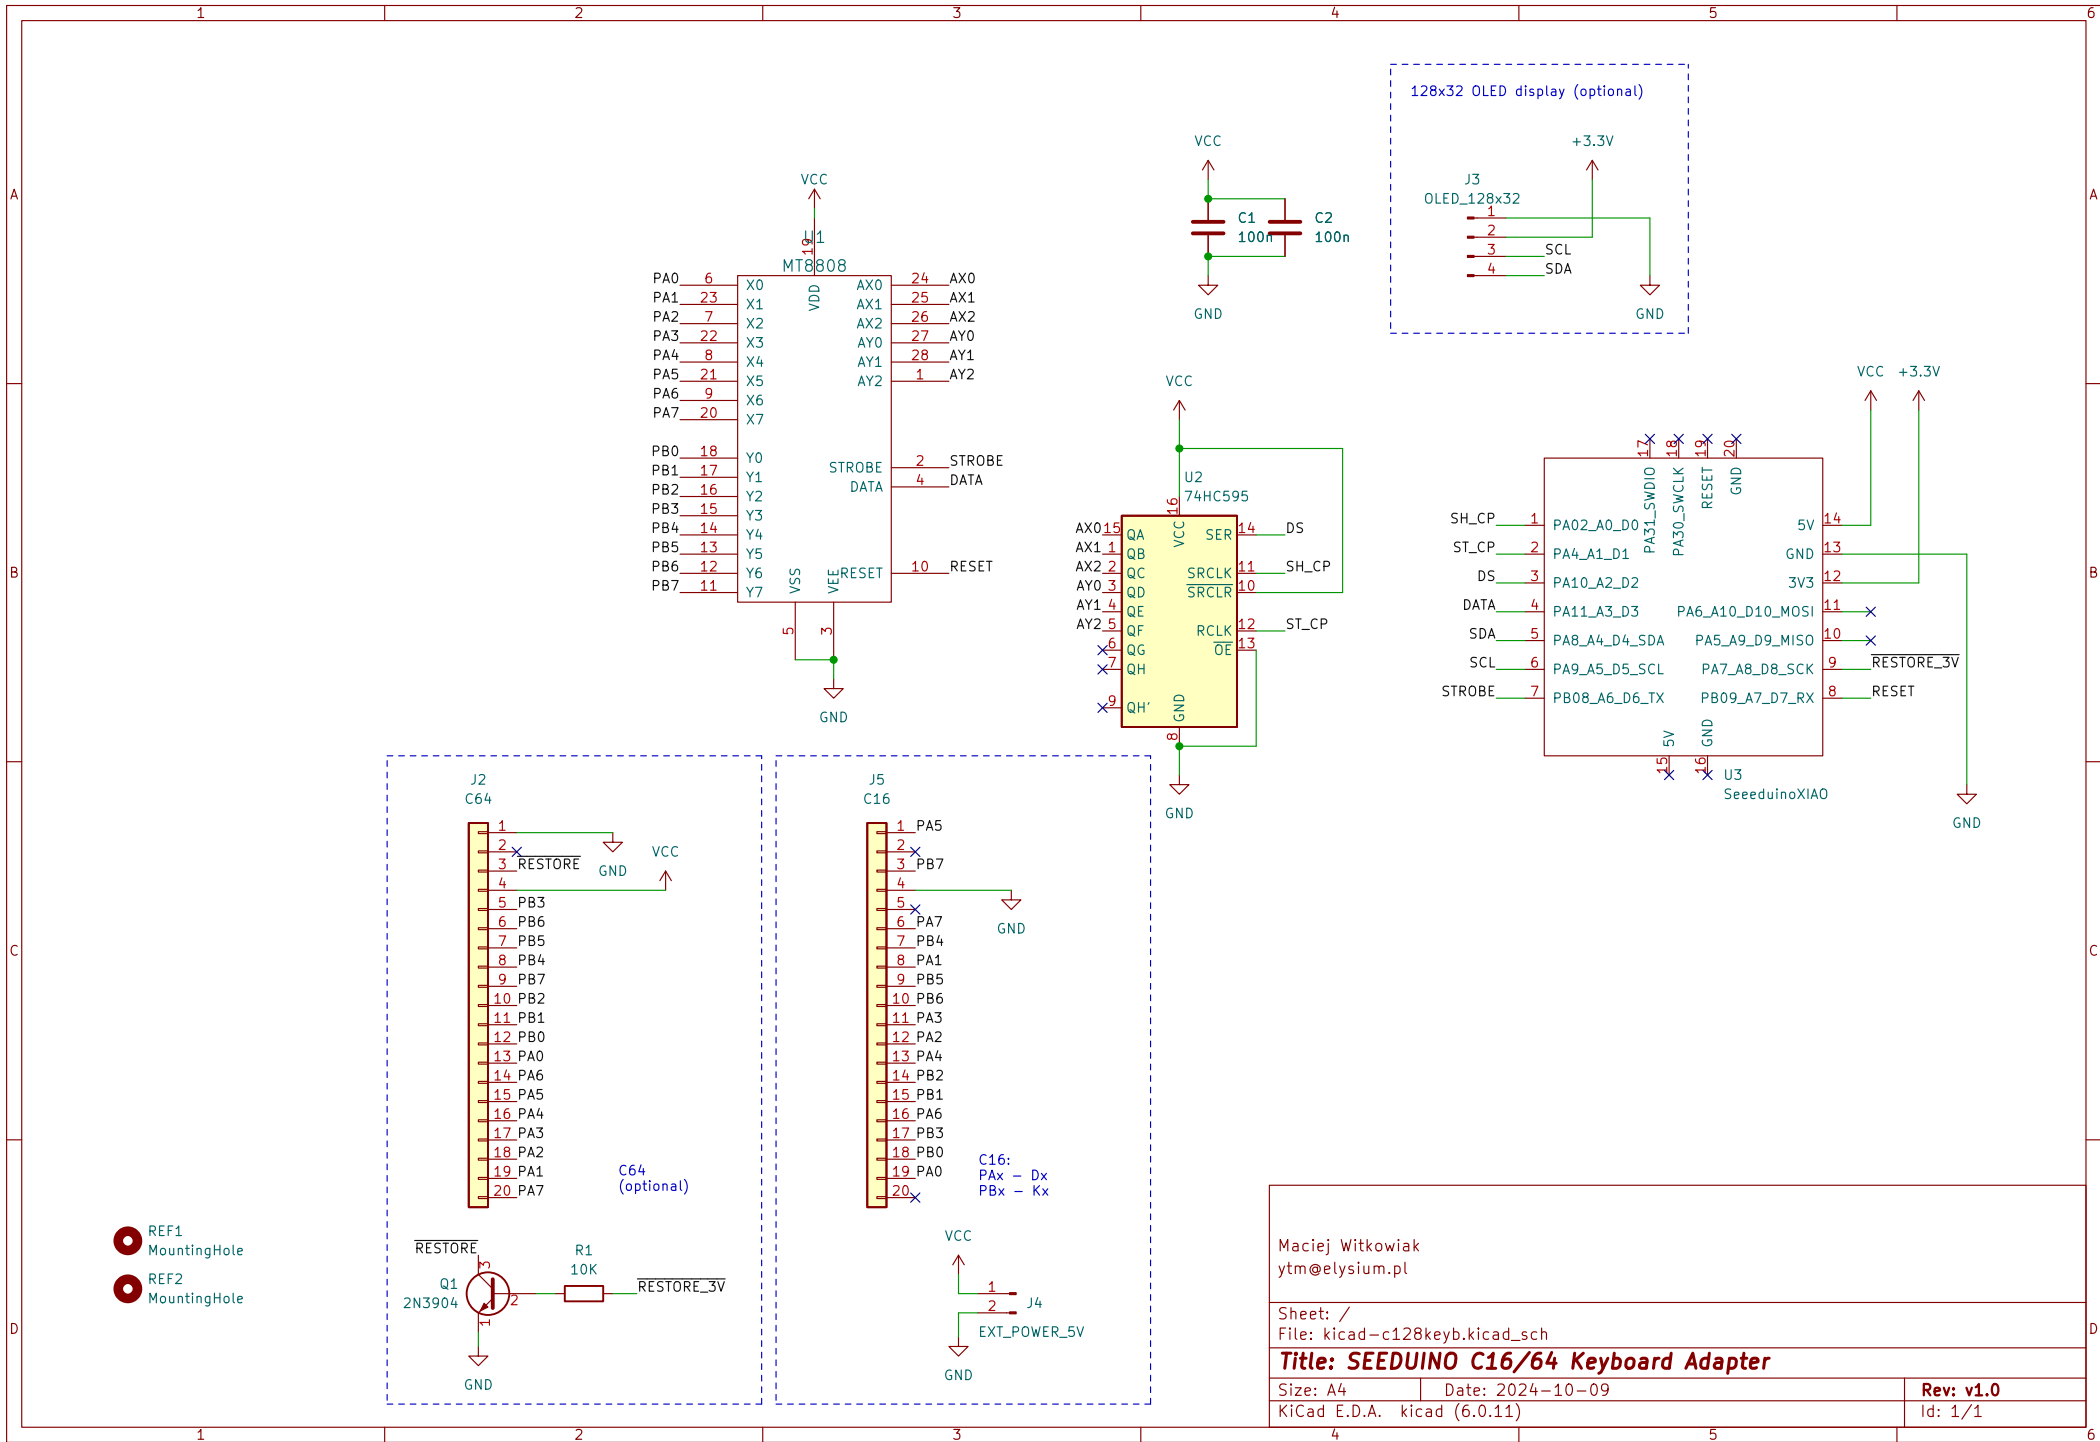 1 2 3 4 5 6
A
B
C
D
A
B
C
D
1 2 3 4 5 6
128x32 OLED display (optional)
+3.3V
J3
OLED_128x32
1
2
3 SCL
4 SDA
GND
VCC
C1
100n
C2
100n
GND
VCC
19
MT8808
VDD
PA0 6 X0
PA1 23 X1
PA2 7 X2
PA3 22 X3
PA4 8 X4
PA5 21 X5
PA6 9 X6
PA7 20 X7
PB0 18 Y0
PB1 17 Y1
PB2 16 Y2
PB3 15 Y3
PB4 14 Y4
PB5 13 Y5
PB6 12 Y6
PB7 11 Y7
AX0 24 AX0
AX1 25 AX1
AX2 26 AX2
AY0 27 AY0
AY1 28 AY1
AY2 1 AY2
STROBE 2 STROBE
DATA 4 DATA
RESET 10 RESET
VSS
VEE
5
3
GND
VCC
U2
74HC595
16
VCC
AX0 15 QA
AX1 1 QB
AX2 2 QC
AY0 3 QD
AY1 4 QE
AY2 5 QF
6 QG
7 QH
9 QH'
SER 14 DS
SRCLK 11 SH_CP
SRCLR 10
RCLK 12 ST_CP
OE 13
GND
8
GND
VCC
+3.3V
17
18
19
20
PA31_SWDIO
PA30_SWCLK
RESET
GND
SH_CP 1 PA02_A0_D0
ST_CP 2 PA4_A1_D1
DS 3 PA10_A2_D2
DATA 4 PA11_A3_D3
SDA 5 PA8_A4_D4_SDA
SCL 6 PA9_A5_D5_SCL
STROBE 7 PB08_A6_D6_TX
5V 14
GND 13
3V3 12
PA6_A10_D10_MOSI 11
PA5_A9_D9_MISO 10
PA7_A8_D8_SCK 9 RESTORE_3V
PB09_A7_D7_RX 8 RESET
5V
GND
15
16
U3
SeeeduinoXIAO
GND
J2
C64
1
2
3 RESTORE
4
5 PB3
6 PB6
7 PB5
8 PB4
9 PB7
10 PB2
11 PB1
12 PB0
13 PA0
14 PA6
15 PA5
16 PA4
17 PA3
18 PA2
19 PA1
20 PA7
GND
VCC
C64
(optional)
RESTORE
3
Q1
2N3904
2
1
R1
10K
RESTORE_3V
GND
J5
C16
1 PA5
2
3 PB7
4
5
6 PA7
7 PB4
8 PA1
9 PB5
10 PB6
11 PA3
12 PA2
13 PA4
14 PB2
15 PB1
16 PA6
17 PB3
18 PB0
19 PA0
20
GND
C16:
PAx - Dx
PBx - Kx
VCC
1
2
J4
EXT_POWER_5V
GND
REF1
MountingHole
REF2
MountingHole
Maciej Witkowiak
ytm@elysium.pl
Sheet: /
File: kicad-c128keyb.kicad_sch
Title: SEEDUINO C16/64 Keyboard Adapter
Size: A4
Date: 2024-10-09
Rev: v1.0
KiCad E.D.A. kicad (6.0.11)
Id: 1/1